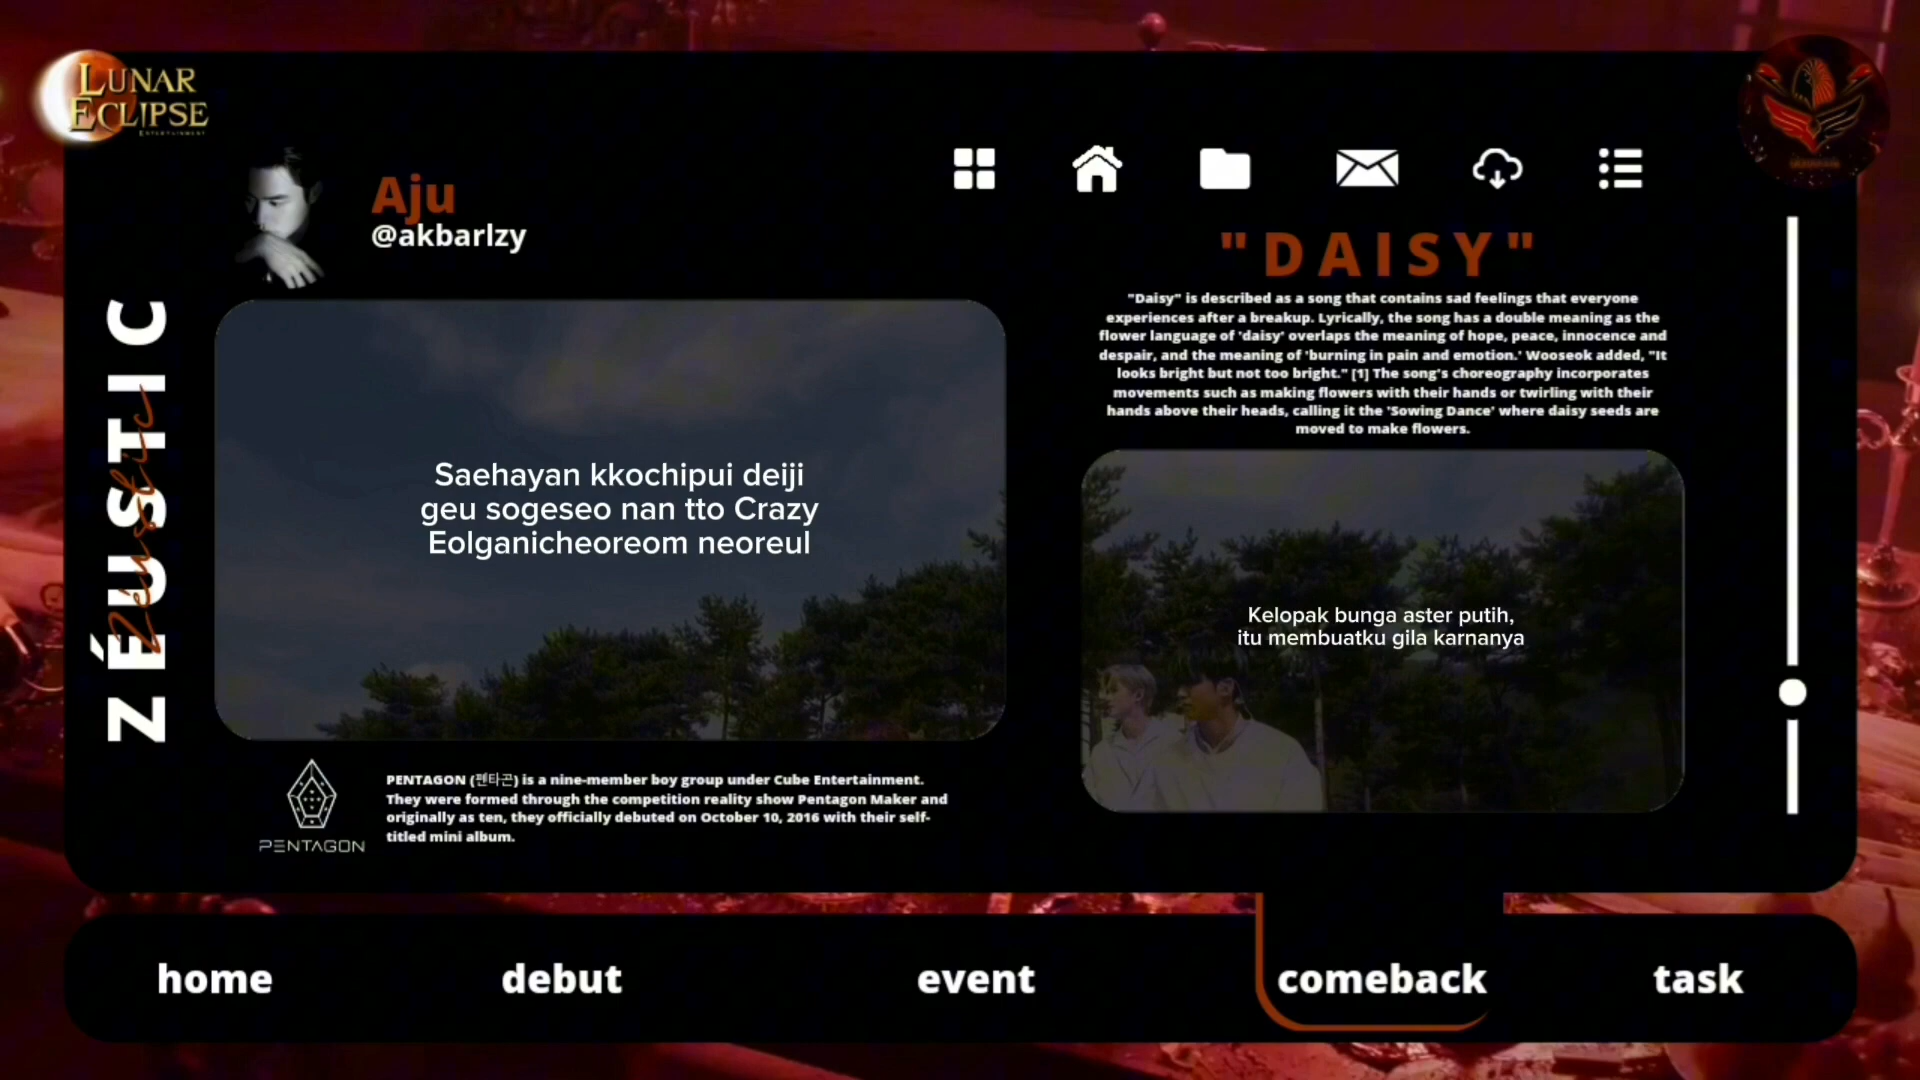 LUNAR
ECLIPSE
ENTERTAINMENT
Aju
@akbarlzy
ZÉUSTIC
Zeustic
Saehayan kkochipui deiji
geu sogeseo nan tto Crazy
Eolganicheoreom neoreul
PENTAGON
PENTAGON (펜타곤) is a nine-member boy group under Cube Entertainment.
They were formed through the competition reality show Pentagon Maker and
originally as ten, they officially debuted on October 10, 2016 with their self-
titled mini album.
"DAISY"
"Daisy" is described as a song that contains sad feelings that everyone
experiences after a breakup. Lyrically, the song has a double meaning as the
flower language of 'daisy' overlaps the meaning of hope, peace, innocence and
despair, and the meaning of 'burning in pain and emotion.' Wooseok added, "It
looks bright but not too bright." [1] The song's choreography incorporates
movements such as making flowers with their hands or twirling with their
hands above their heads, calling it the 'Sowing Dance' where daisy seeds are
moved to make flowers.
Kelopak bunga aster putih,
itu membuatku gila karnanya
home
debut
event
comeback
task